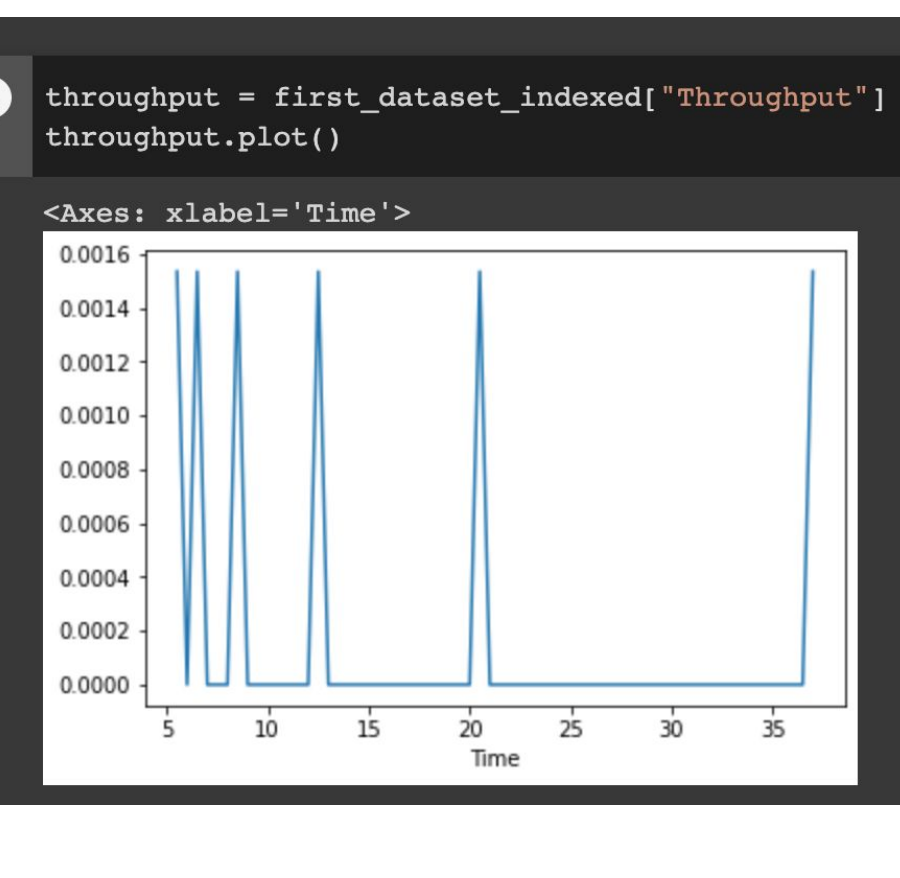 throughput = first_dataset_indexed["Throughput"]
throughput.plot()
<Axes: xlabel='Time'>
0.0016
0.0014
0.0012
0.0010
0.0008
0.0006
0.0004
0.0002
0.0000
5 10 15 20 25 30 35
Time